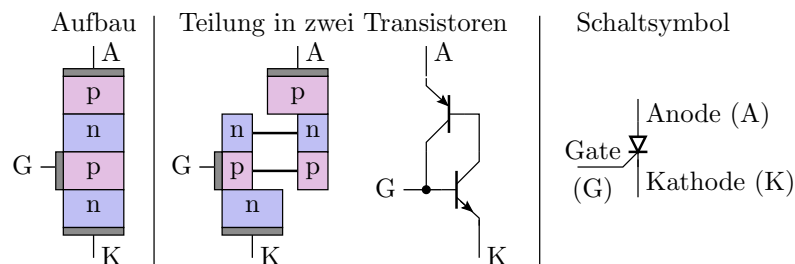 Aufbau
Teilung in zwei Transistoren
Schaltsymbol
A
p
n
p
n
G
K
A
p
n
n
p
p
n
G
K
A
G
K
Anode (A)
Gate
(G)
Kathode (K)